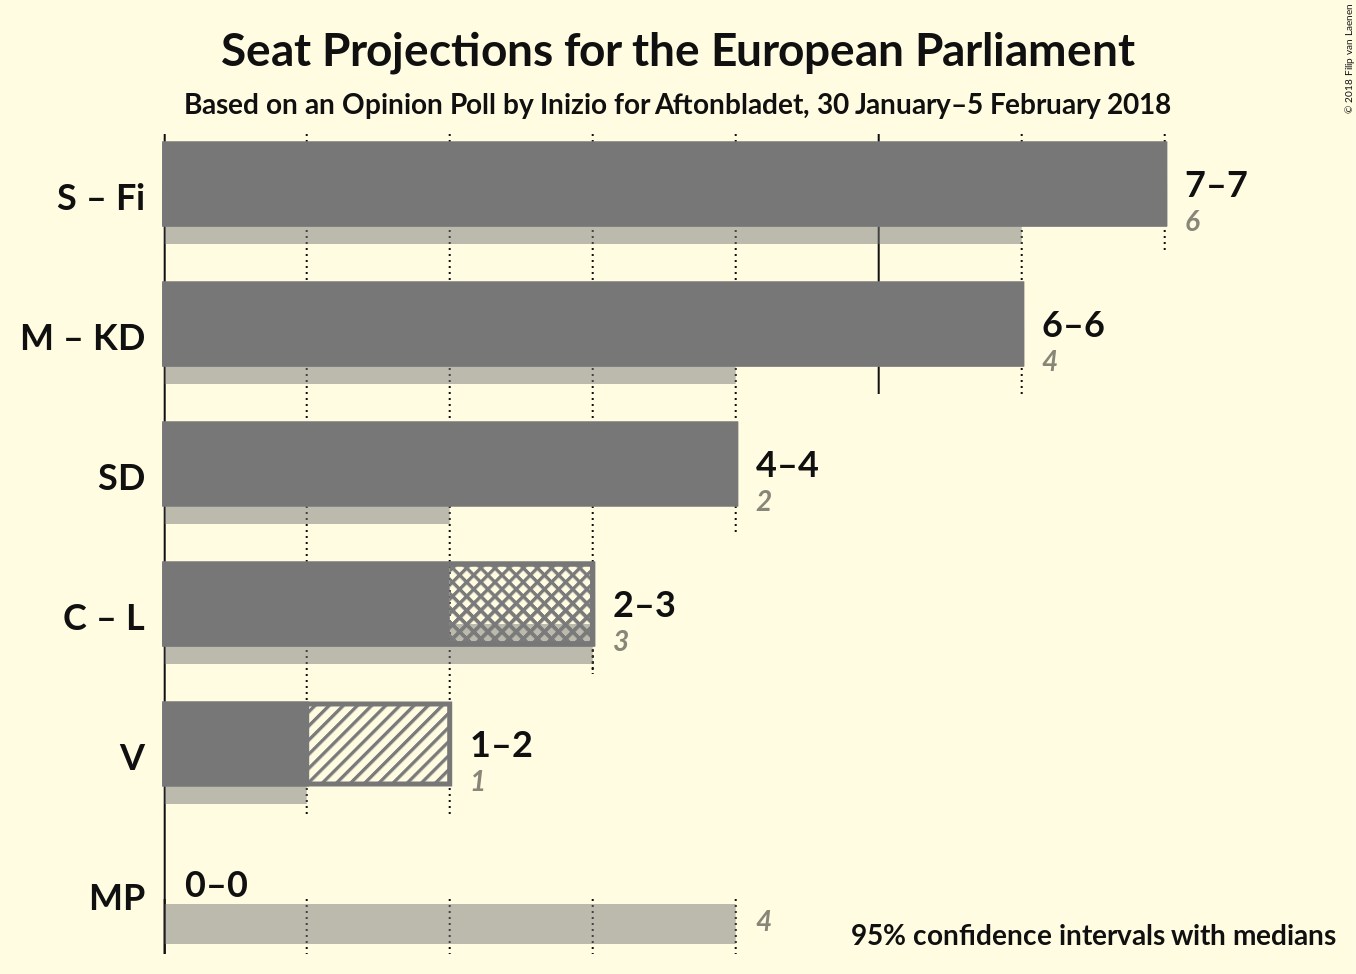 Seat Projections for the European Parliament
Based on an Opinion Poll by Inizio for Aftonbladet, 30 January–5 February 2018
© 2018 Filip van Laenen
S – Fi
7–7
6
M – KD
6–6
4
SD
4–4
2
C – L
2–3
3
V
1–2
1
MP
0–0
4
95% confidence intervals with medians